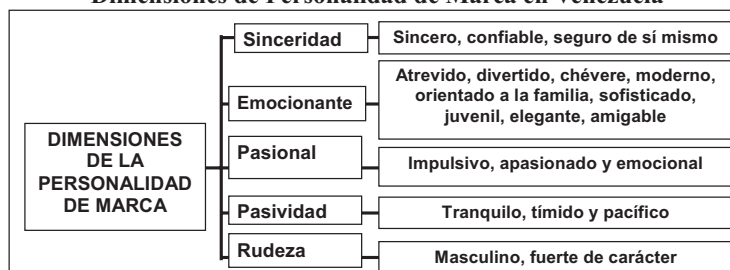 Dimensiones de Personalidad de Marca en Venezuela
DIMENSIONES
DE LA
PERSONALIDAD
DE MARCA
Sinceridad
Sincero, confiable, seguro de sí mismo
Emocionante
Atrevido, divertido, chévere, moderno,
orientado a la familia, sofisticado,
juvenil, elegante, amigable
Pasional
Impulsivo, apasionado y emocional
Pasividad
Tranquilo, tímido y pacífico
Rudeza
Masculino, fuerte de carácter